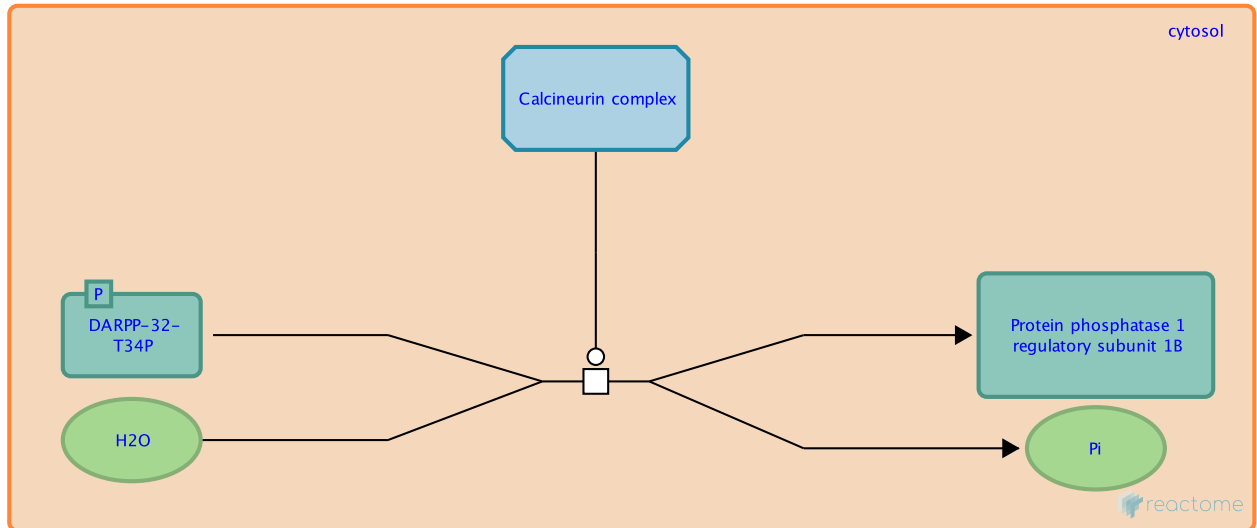 cytosol
Calcineurin complex
P
DARPP-32-
T34P
Protein phosphatase 1
regulatory subunit 1B
H2O
Pi
reactome